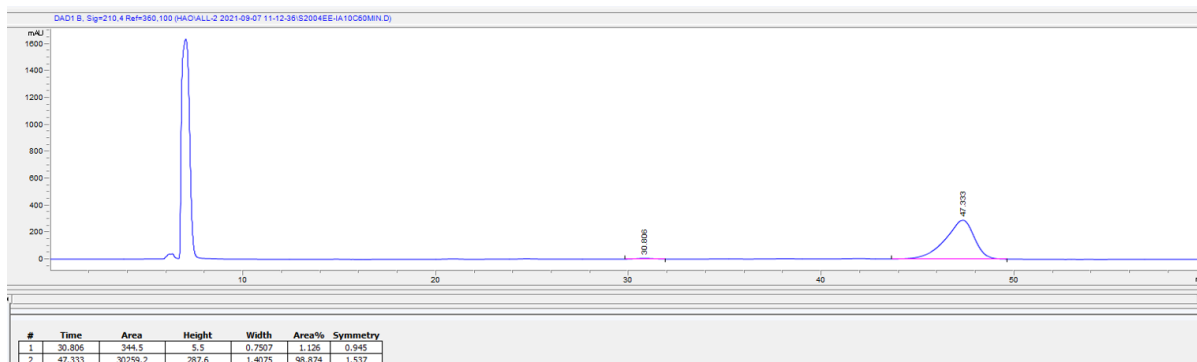 DAD1 B, Sig=210,4 Ref=360,100 (HAO\ALL-2 2021-09-07 11-12-36\S2004EE-IA10C60MIN.D)
mAU
1600
1400
1200
1000
800
600
400
200
0
30.806
47.333
10 20 30 40 50
# Time Area Height Width Area% Symmetry
1 30.806 344.5 5.5 0.7507 1.126 0.945
2 47.333 30259.2 287.6 1.4075 98.874 1.537